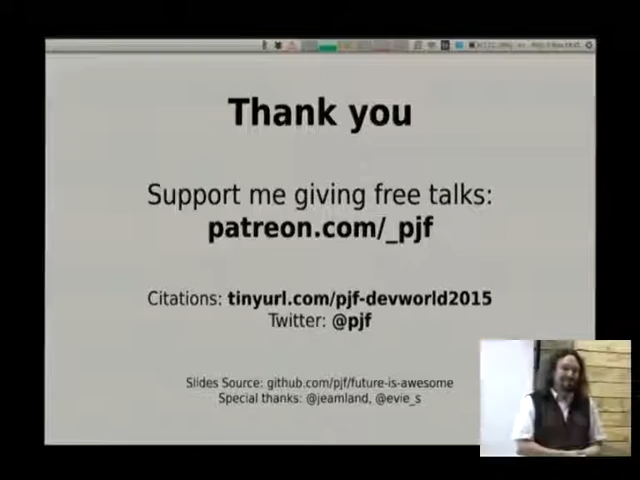 Thank you
Support me giving free talks:
patreon.com/_pjf
Citations: tinyurl.com/pjf-devworld2015
Twitter: @pjf
Slides Source: github.com/pjf/future-is-awesome
Special thanks: @jeamland, @evie_s